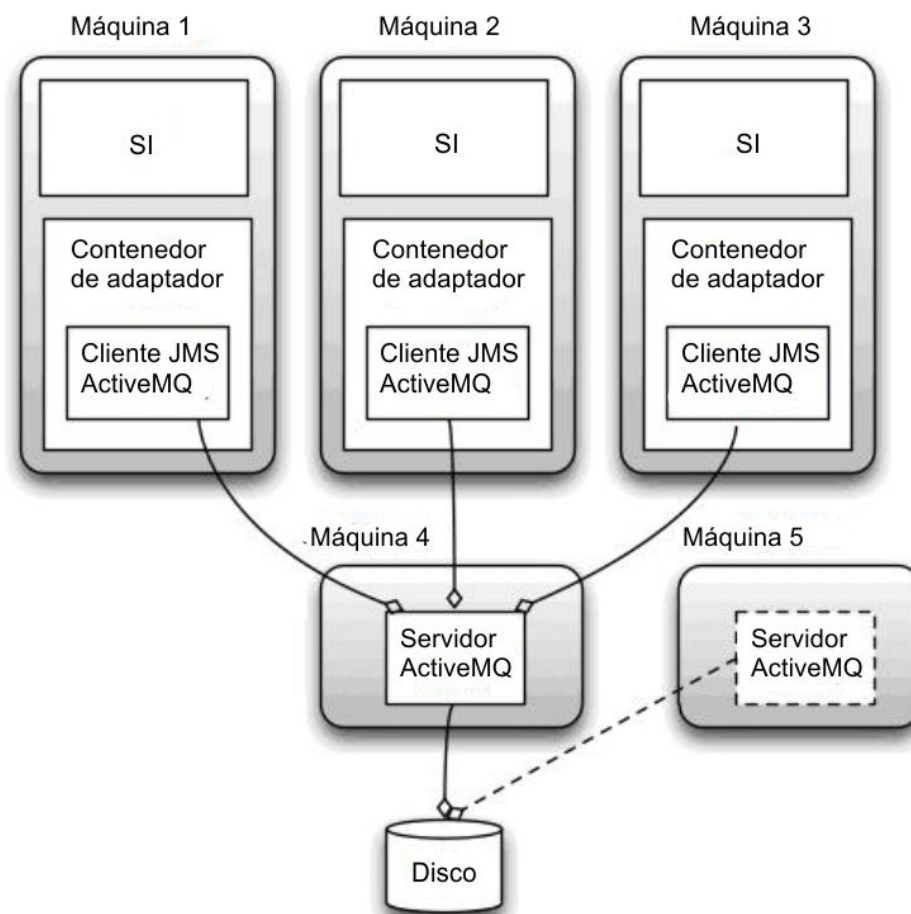 Máquina 1
Máquina 2
Máquina 3
SI
SI
SI
Contenedor
de adaptador
Contenedor
de adaptador
Contenedor
de adaptador
Cliente JMS
ActiveMQ
Cliente JMS
ActiveMQ
Cliente JMS
ActiveMQ
Máquina 4
Máquina 5
Servidor
ActiveMQ
Servidor
ActiveMQ
Disco